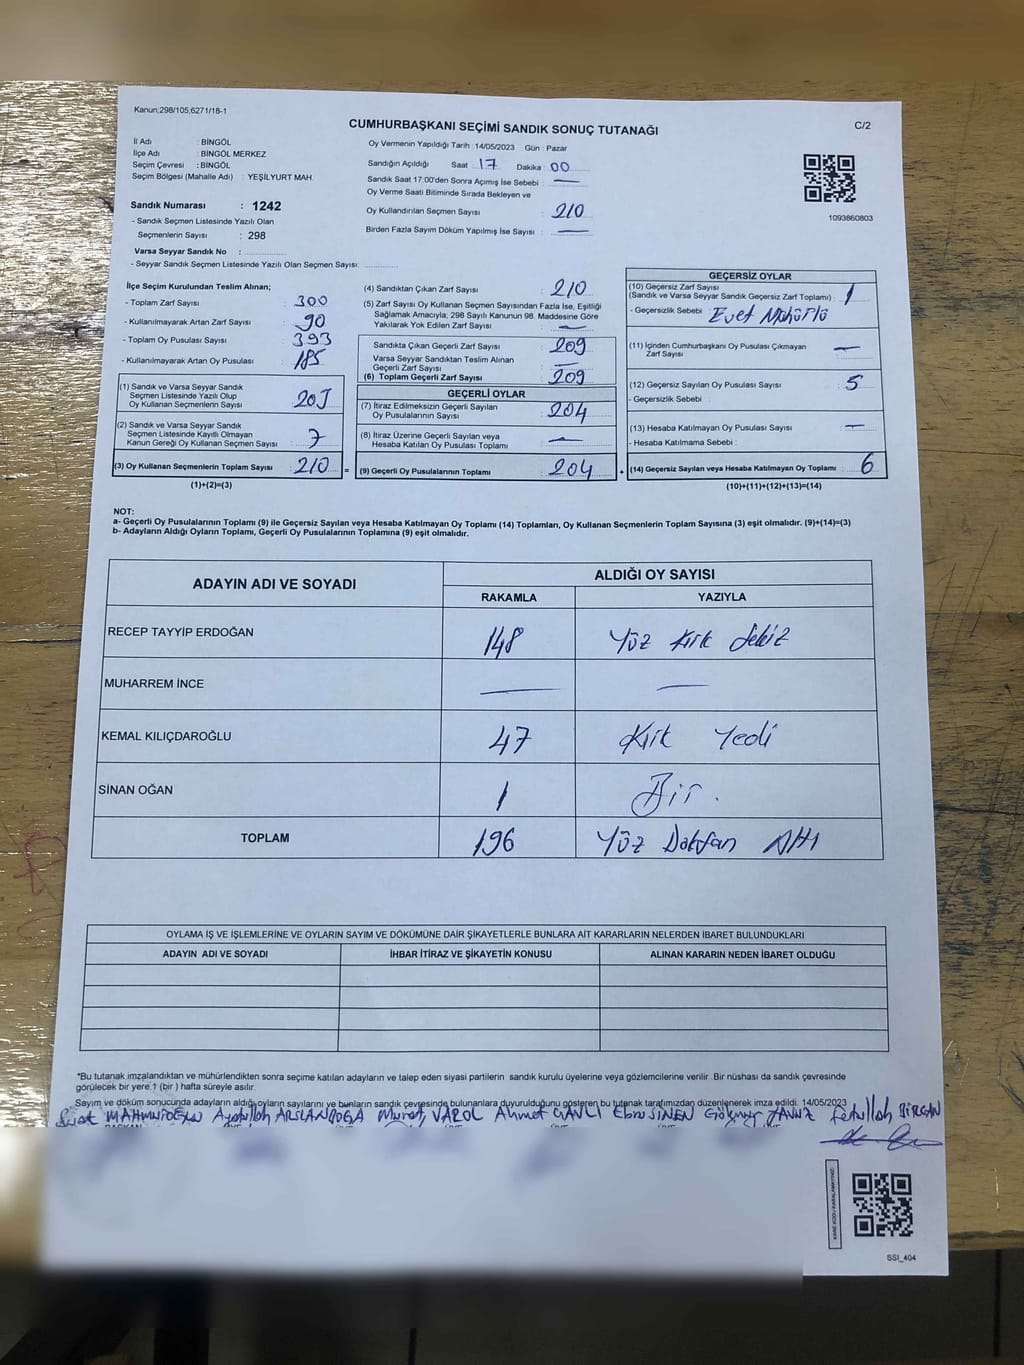 Kanun;298/105;6271/18-1
CUMHURBAŞKANI SEÇİMİ SANDIK SONUÇ TUTANAĞI
C/2
İl Adı : BİNGÖL
İlçe Adı : BİNGÖL MERKEZ
Seçim Çevresi : BİNGÖL
Seçim Bölgesi (Mahalle Adı) : YEŞİLYURT MAH.
Sandık Numarası : 1242
- Sandık Seçmen Listesinde Yazılı Olan
Seçmenlerin Sayısı : 298
Varsa Seyyar Sandık No :
- Seyyar Sandık Seçmen Listesinde Yazılı Olan Seçmen Sayısı:
Oy Vermenin Yapıldığı Tarih : 14/05/2023 Gün : Pazar
Sandığın Açıldığı Saat : 17 Dakika : 00
Sandık Saat 17:00'den Sonra Açımış İse Sebebi : —
Oy Verme Saati Bitiminde Sırada Bekleyen ve
Oy Kullandırılan Seçmen Sayısı : 210
Birden Fazla Sayım Döküm Yapılmış İse Sayısı : —
1093860803
İlçe Seçim Kurulundan Teslim Alınan;
- Toplam Zarf Sayısı : 300
- Kullanılmayarak Artan Zarf Sayısı : 90
- Toplam Oy Pusulası Sayısı : 393
- Kullanılmayarak Artan Oy Pusulası : 185
(1) Sandık ve Varsa Seyyar Sandık
Seçmen Listesinde Yazılı Olup
Oy Kullanan Seçmenlerin Sayısı : 203
(2) Sandık ve Varsa Seyyar Sandık
Seçmen Listesinde Kayıtlı Olmayan
Kanun Gereği Oy Kullanan Seçmen Sayısı : 7
(3) Oy Kullanan Seçmenlerin Toplam Sayısı : 210 =
(1)+(2)=(3)
(4) Sandıktan Çıkan Zarf Sayısı : 210
(5) Zarf Sayısı Oy Kullanan Seçmen Sayısından Fazla İse, Eşitliği
Sağlamak Amacıyla; 298 Sayılı Kanunun 98. Maddesine Göre
Yakılarak Yok Edilen Zarf Sayısı : —
Sandıkta Çıkan Geçerli Zarf Sayısı : 209
Varsa Seyyar Sandıktan Teslim Alınan
Geçerli Zarf Sayısı : —
(6) Toplam Geçerli Zarf Sayısı : 209
GEÇERLİ OYLAR
(7) İtiraz Edilmeksizin Geçerli Sayılan
Oy Pusulalarının Sayısı : 204
(8) İtiraz Üzerine Geçerli Sayılan veya
Hesaba Katılan Oy Pusulası Toplamı : —
(9) Geçerli Oy Pusulalarının Toplamı : 204 +
GEÇERSİZ OYLAR
(10) Geçersiz Zarf Sayısı
(Sandık ve Varsa Seyyar Sandık Geçersiz Zarf Toplamı) : 1
- Geçersizlik Sebebi : Evet Mühürlü
(11) İçinden Cumhurbaşkanı Oy Pusulası Çıkmayan
Zarf Sayısı : —
(12) Geçersiz Sayılan Oy Pusulası Sayısı : 5
- Geçersizlik Sebebi :
(13) Hesaba Katılmayan Oy Pusulası Sayısı : —
- Hesaba Katılmama Sebebi :
(14) Geçersiz Sayılan veya Hesaba Katılmayan Oy Toplamı : 6
(10)+(11)+(12)+(13)=(14)
NOT:
a- Geçerli Oy Pusulalarının Toplamı (9) ile Geçersiz Sayılan veya Hesaba Katılmayan Oy Toplamı (14) Toplamları, Oy Kullanan Seçmenlerin Toplam Sayısına (3) eşit olmalıdır. (9)+(14)=(3)
b- Adayların Aldığı Oyların Toplamı, Geçerli Oy Pusulalarının Toplamına (9) eşit olmalıdır.
ADAYIN ADI VE SOYADI ALDIĞI OY SAYISI
RAKAMLA YAZIYLA
RECEP TAYYİP ERDOĞAN 148 Yüz Kırk Sekiz
MUHARREM İNCE — —
KEMAL KILIÇDAROĞLU 47 Kırk Yedi
SİNAN OĞAN 1 Bir.
TOPLAM 196 Yüz Doksan Altı
OYLAMA İŞ VE İŞLEMLERİNE VE OYLARIN SAYIM VE DÖKÜMÜNE DAİR ŞİKAYETLERLE BUNLARA AİT KARARLARIN NELERDEN İBARET BULUNDUKLARI
ADAYIN ADI VE SOYADI İHBAR İTİRAZ VE ŞİKAYETİN KONUSU ALINAN KARARIN NEDEN İBARET OLDUĞU
*Bu tutanak imzalandıktan ve mühürlendikten sonra seçime katılan adayların ve talep eden siyasi partilerin sandık kurulu üyelerine veya gözlemcilerine verilir. Bir nüshası da sandık çevresinde
görülecek bir yere 1 (bir ) hafta süreyle asılır.
Sayım ve döküm sonucunda adayların aldığı oyların sayılarını ve bunların sandık çevresinde bulunanlara duyurulduğunu gösteren bu tutanak tarafımızdan düzenlenerek imza edildi. 14/05/2023
Murat VAROL Ahmet CANLI Ebru SİNEN YAVUZ Fetullah BİRCAN
SSI_404